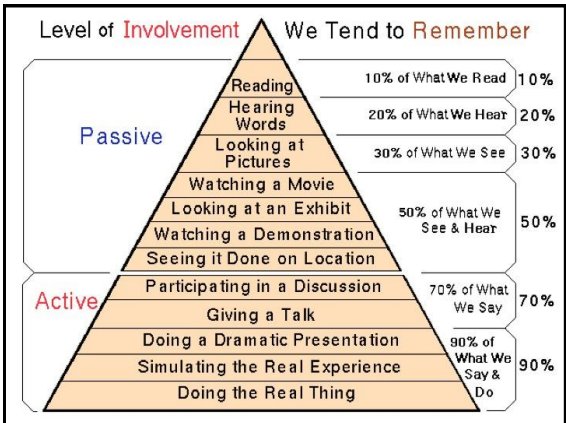 Level of Involvement
We Tend to Remember
Passive
Reading
10% of What We Read
10%
Hearing
Words
20% of What We Hear
20%
Looking at
Pictures
30% of What We See
30%
Watching a Movie
Looking at an Exhibit
Watching a Demonstration
Seeing it Done on Location
50% of What We
See & Hear
50%
Active
Participating in a Discussion
Giving a Talk
70% of What
We Say
70%
Doing a Dramatic Presentation
Simulating the Real Experience
Doing the Real Thing
90% of
What We
Say &
Do
90%